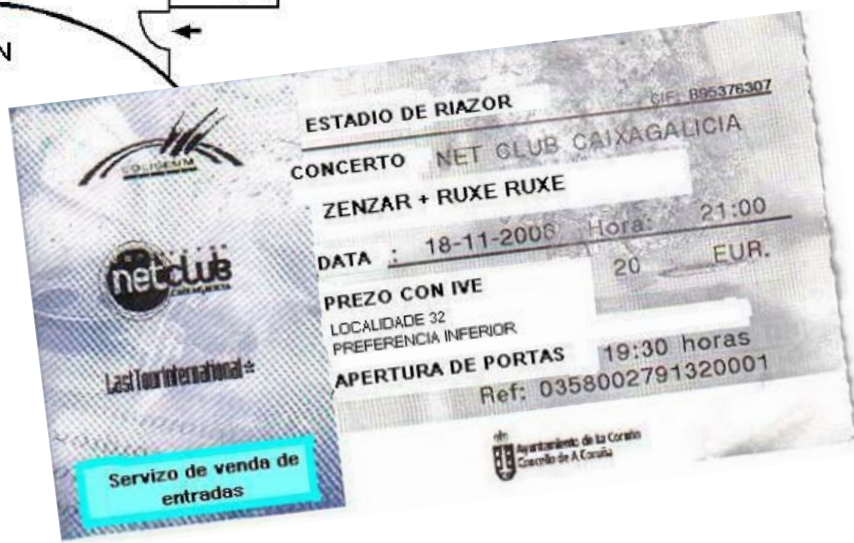 N
COLISEUM
netclub
CAIXAGALICIA
LastTourInternational
Servizo de venda de
entradas
ESTADIO DE RIAZOR
CIF: B95376307
CONCERTO NET CLUB CAIXAGALICIA
ZENZAR + RUXE RUXE
DATA : 18-11-2006 Hora: 21:00
PREZO CON IVE 20 EUR.
LOCALIDADE 32
PREFERENCIA INFERIOR
APERTURA DE PORTAS 19:30 horas
Ref: 0358002791320001
Ayuntamiento de La Coruña
Concello de A Coruña